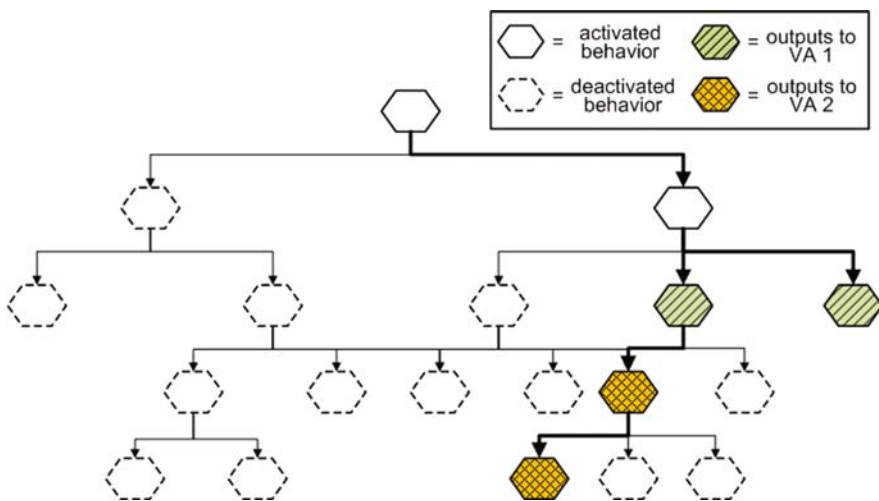 = activated behavior
= outputs to VA 1
= deactivated behavior
= outputs to VA 2